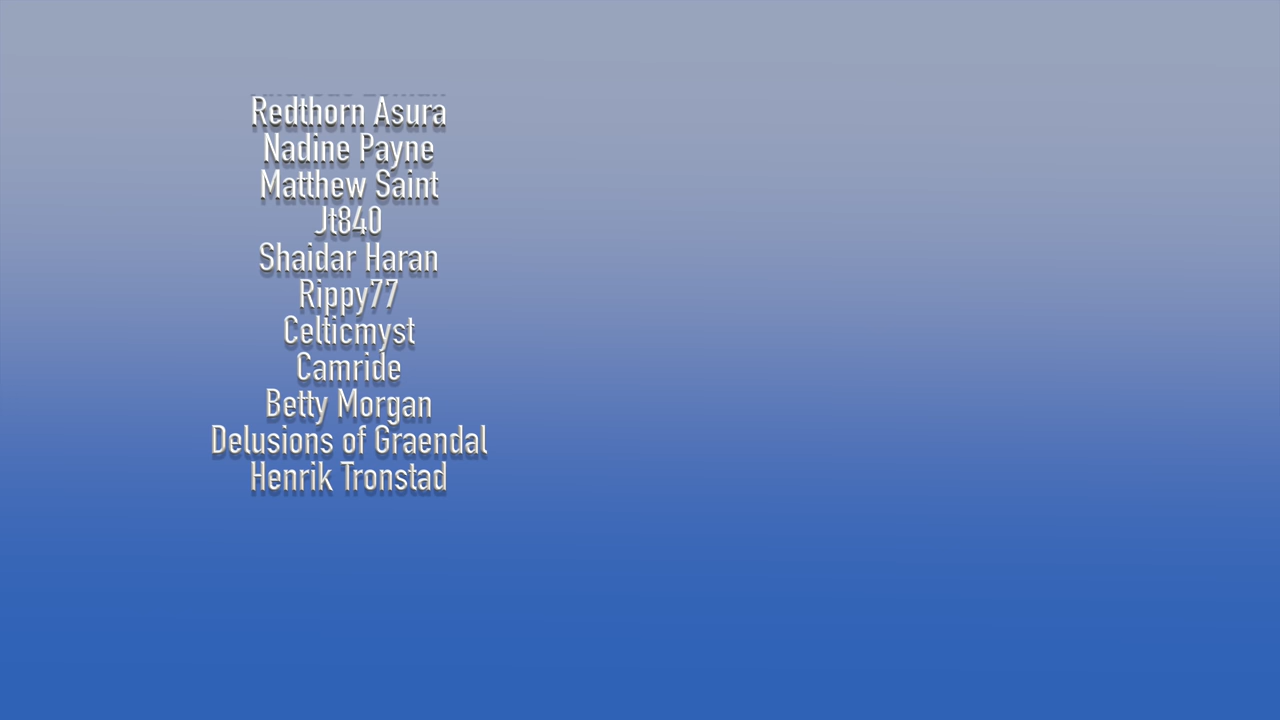 Redthorn Asura
Nadine Payne
Matthew Saint
Jt840
Shaidar Haran
Rippy77
Celticmyst
Camride
Betty Morgan
Delusions of Graendal
Henrik Tronstad